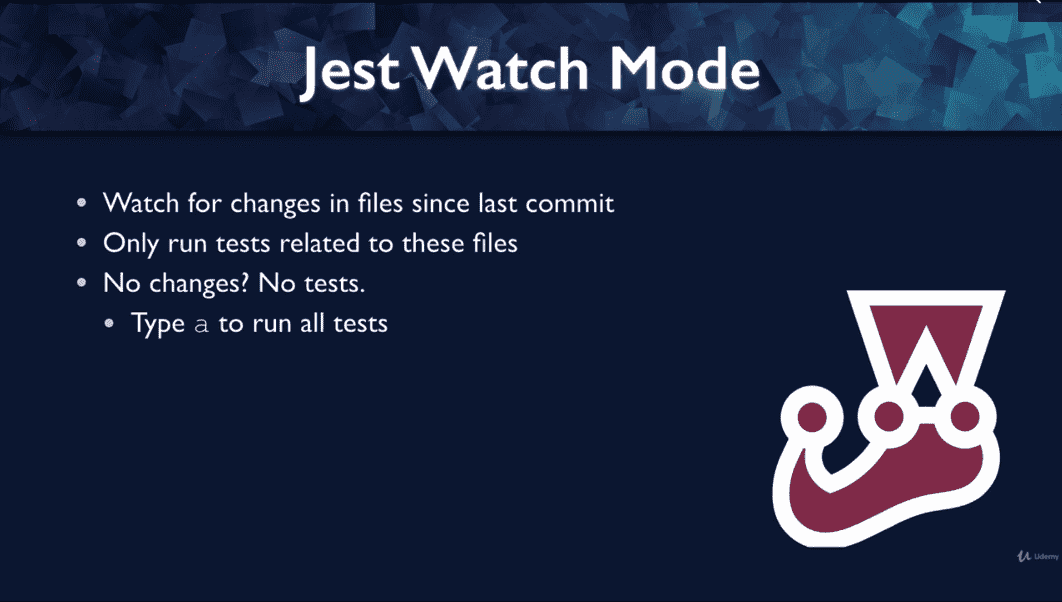 Jest Watch Mode
• Watch for changes in files since last commit
• Only run tests related to these files
• No changes? No tests.
• Type a to run all tests
Udemy